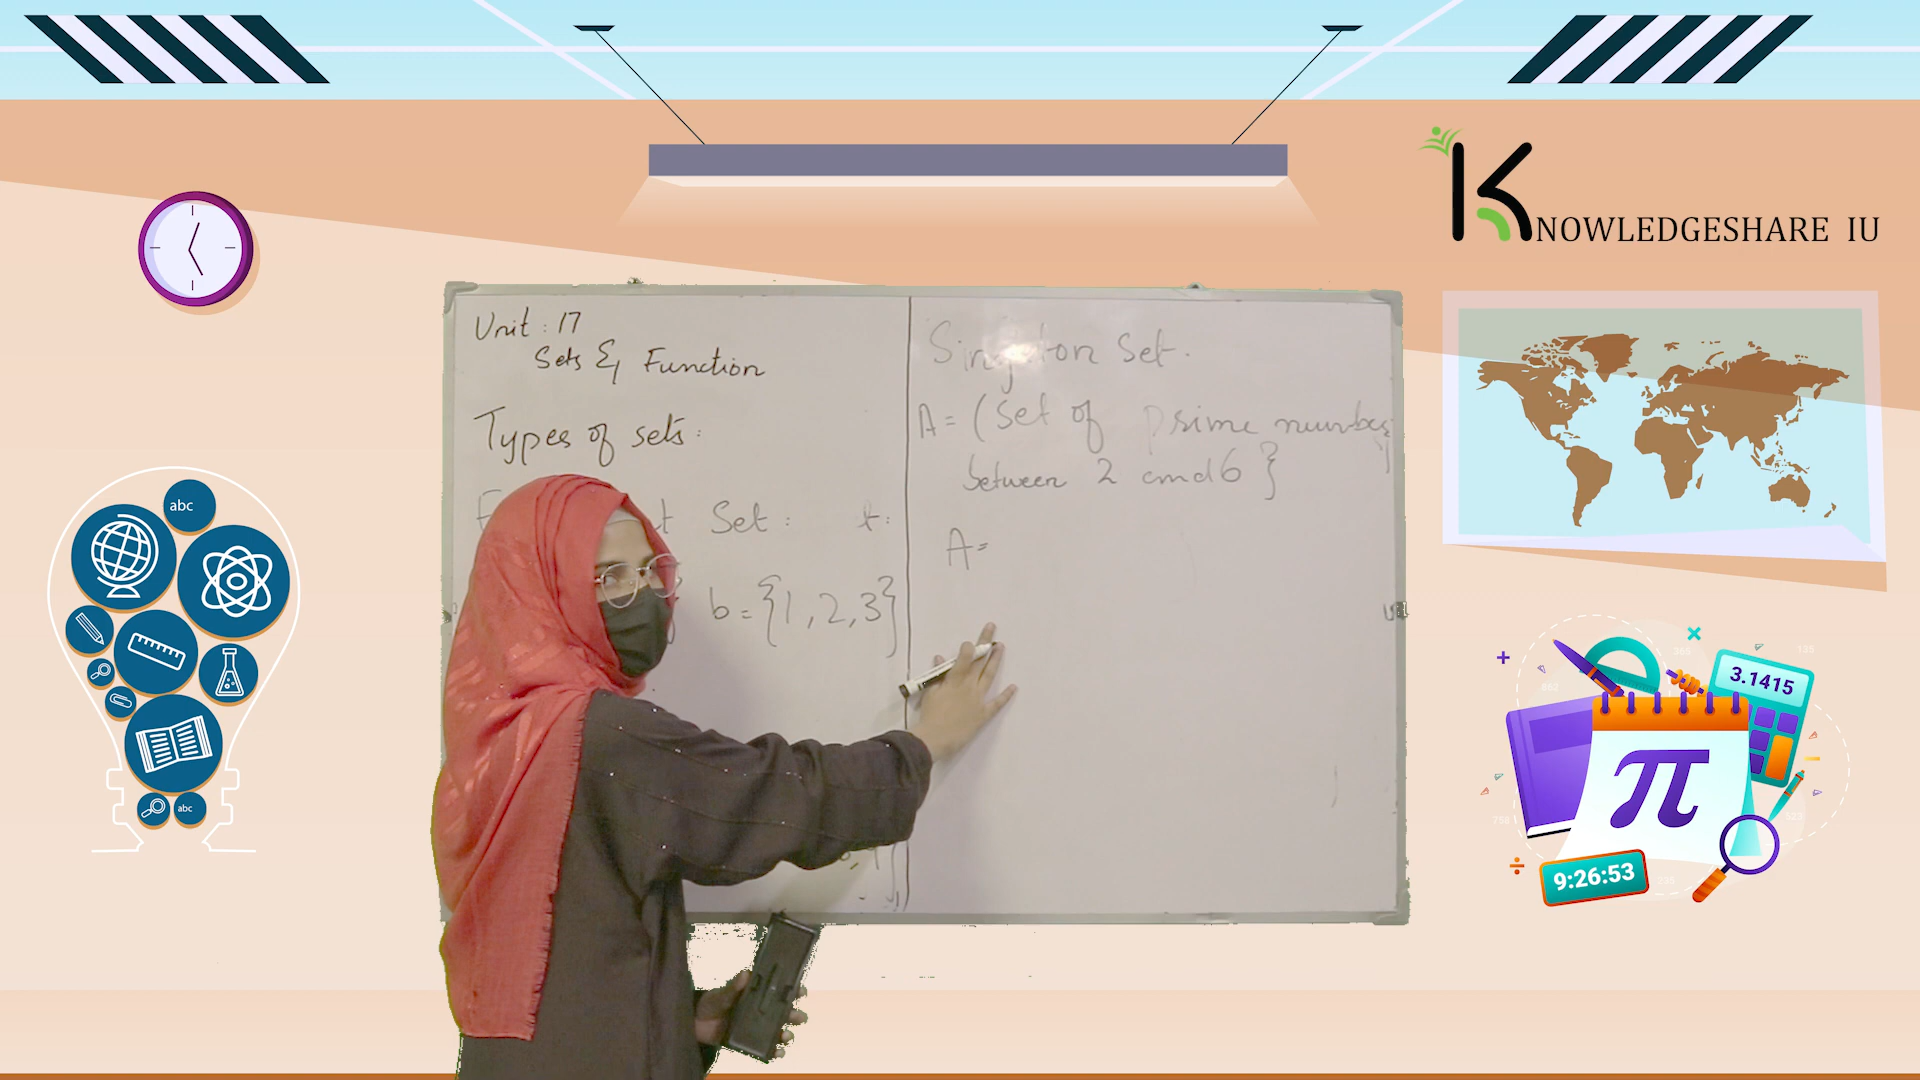 KNOWLEDGESHARE IU
Unit : 17
Sets & Function
Types of sets :
Set :
b = {1, 2, 3}
Singleton Set.
A = (Set of prime number
between 2 and 6 }
A =
abc
abc
3.1415
π
9:26:53